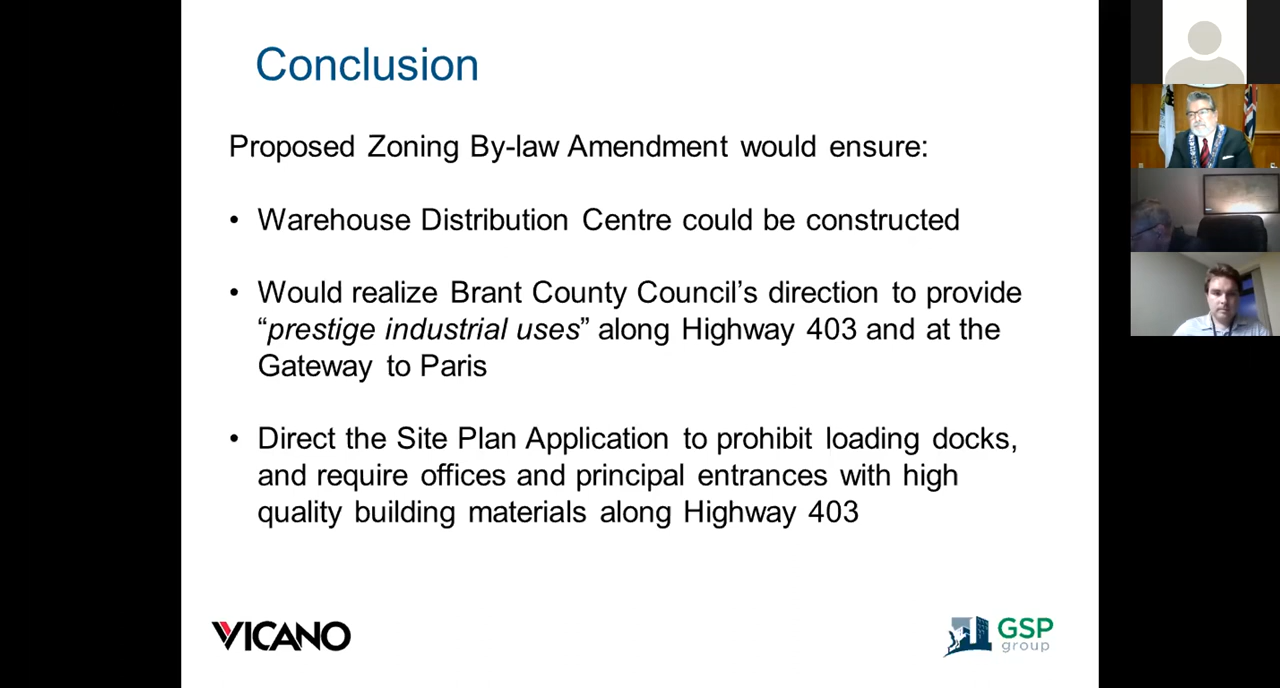 Conclusion
Proposed Zoning By-law Amendment would ensure:
• Warehouse Distribution Centre could be constructed
• Would realize Brant County Council’s direction to provide
“prestige industrial uses” along Highway 403 and at the
Gateway to Paris
• Direct the Site Plan Application to prohibit loading docks,
and require offices and principal entrances with high
quality building materials along Highway 403
VICANO
GSP
group